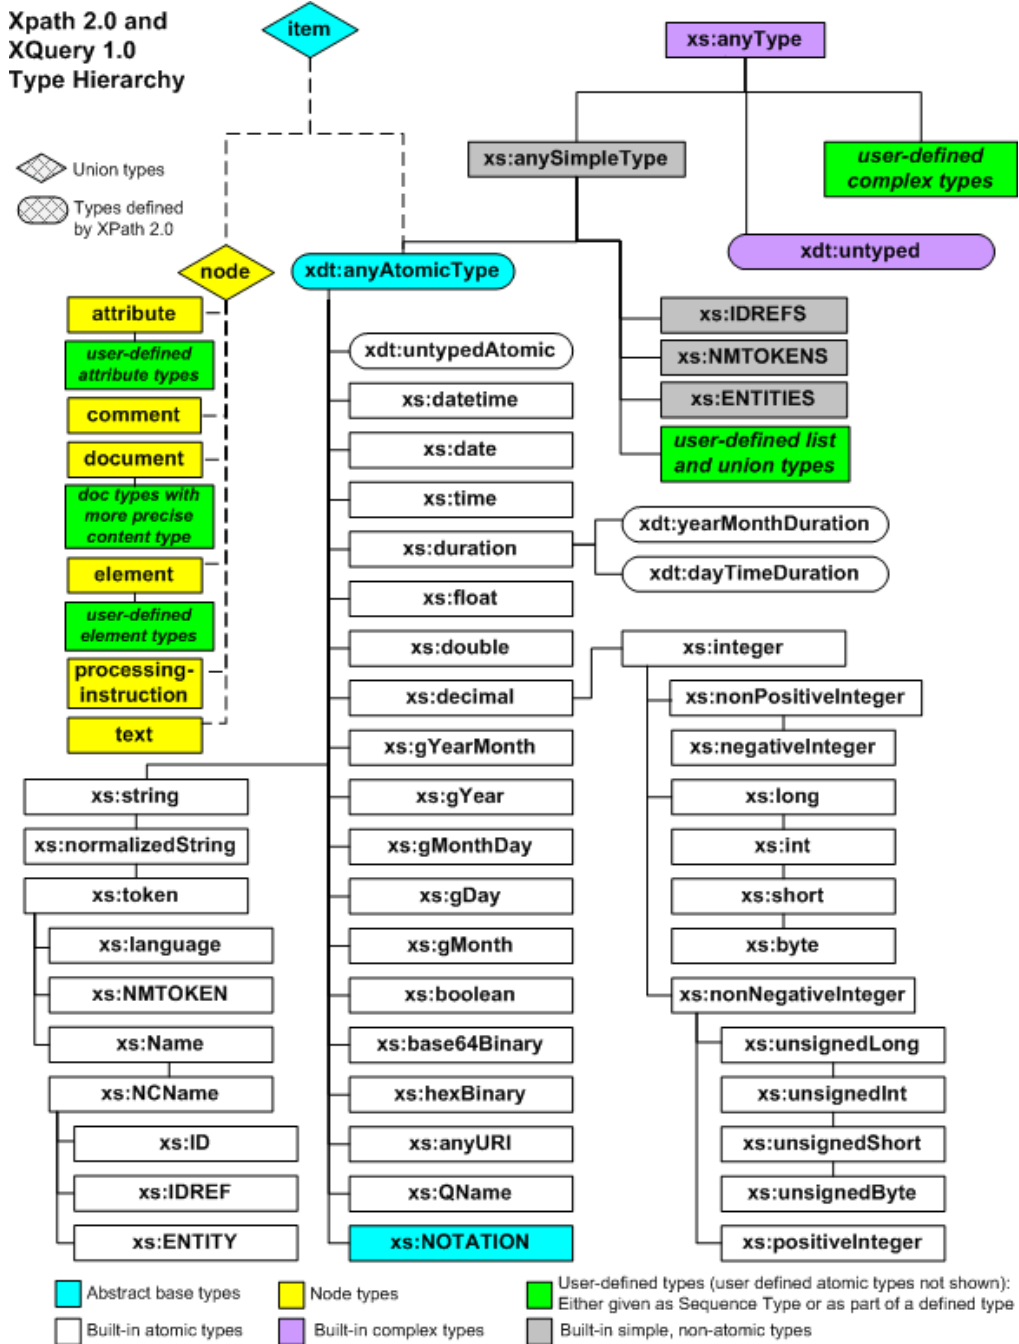 Xpath 2.0 and
XQuery 1.0
Type Hierarchy
item
xs:anyType
Union types
Types defined
by XPath 2.0
xs:anySimpleType
user-defined
complex types
node
xdt:anyAtomicType
xdt:untyped
attribute
user-defined
attribute types
comment
document
doc types with
more precise
content type
element
user-defined
element types
processing-
instruction
text
xs:IDREFS
xs:NMTOKENS
xs:ENTITIES
user-defined list
and union types
xdt:untypedAtomic
xs:datetime
xs:date
xs:time
xs:duration
xdt:yearMonthDuration
xdt:dayTimeDuration
xs:float
xs:double
xs:decimal
xs:gYearMonth
xs:gYear
xs:gMonthDay
xs:gDay
xs:gMonth
xs:boolean
xs:base64Binary
xs:hexBinary
xs:anyURI
xs:QName
xs:NOTATION
xs:integer
xs:nonPositiveInteger
xs:negativeInteger
xs:long
xs:int
xs:short
xs:byte
xs:nonNegativeInteger
xs:unsignedLong
xs:unsignedInt
xs:unsignedShort
xs:unsignedByte
xs:positiveInteger
xs:string
xs:normalizedString
xs:token
xs:language
xs:NMTOKEN
xs:Name
xs:NCName
xs:ID
xs:IDREF
xs:ENTITY
Abstract base types
Node types
User-defined types (user defined atomic types not shown):
Either given as Sequence Type or as part of a defined type
Built-in atomic types
Built-in complex types
Built-in simple, non-atomic types